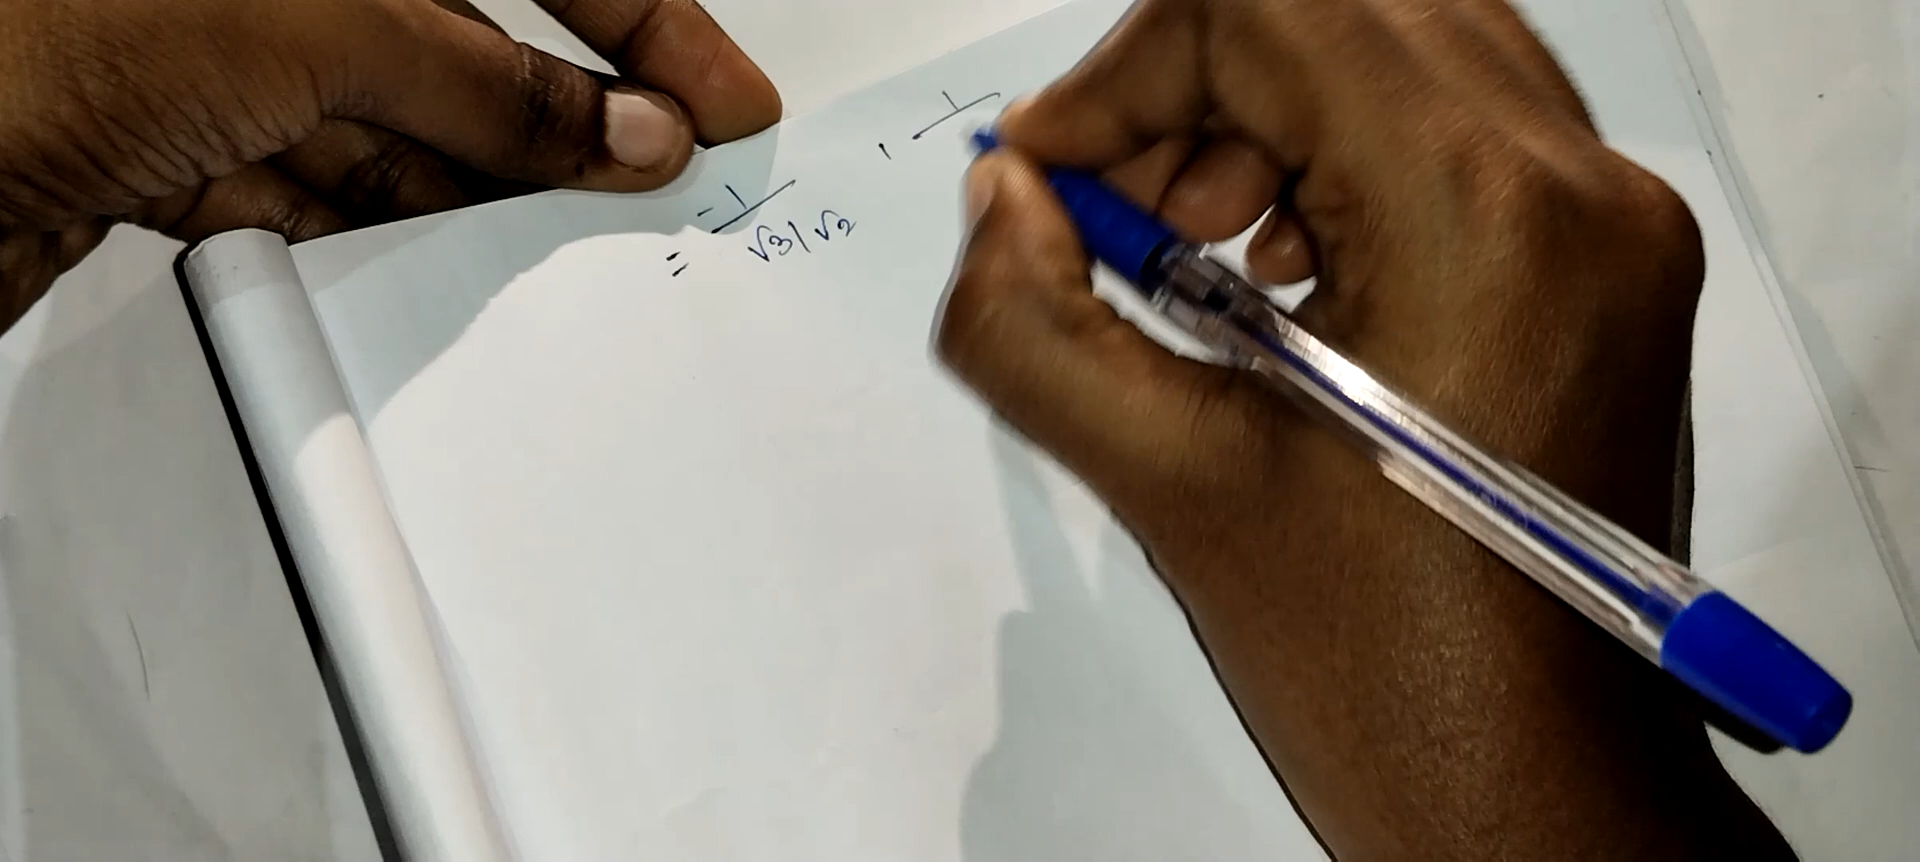 = -1/√3/√2 , 1/